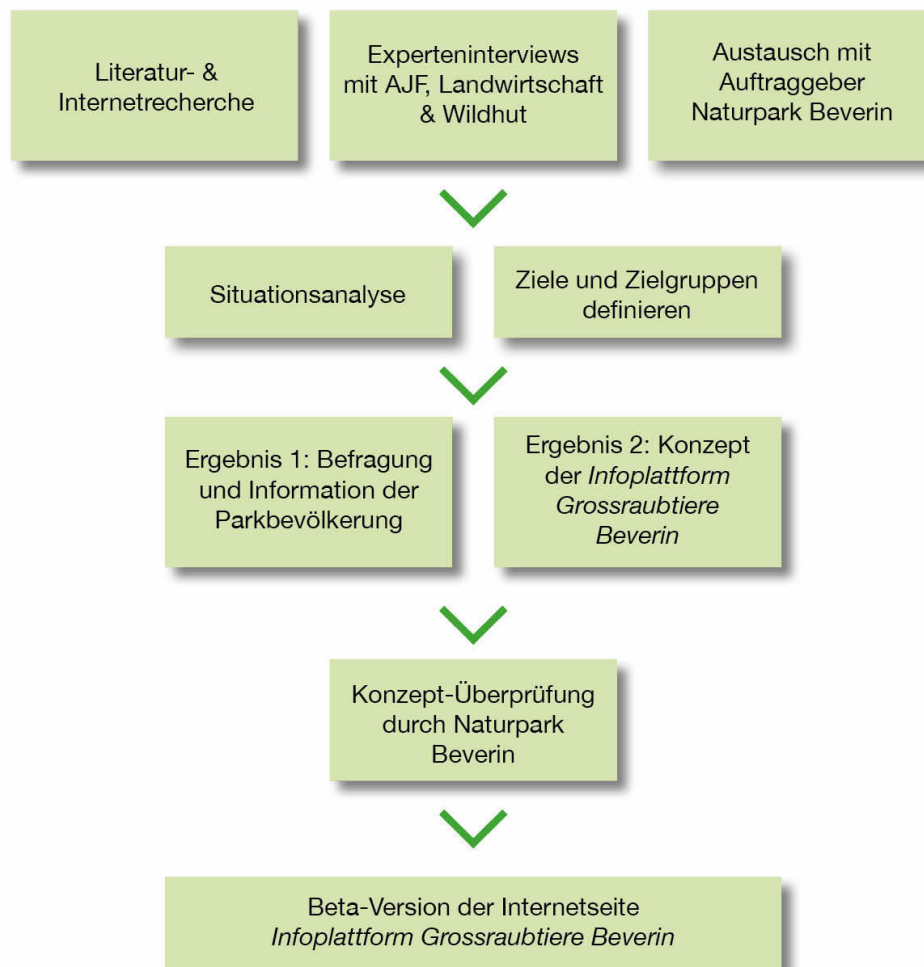 Literatur- &
Internetrecherche
Experteninterviews
mit AJF, Landwirtschaft
& Wildhut
Austausch mit
Auftraggeber
Naturpark Beverin
Situationsanalyse
Ziele und Zielgruppen
definieren
Ergebnis 1: Befragung
und Information der
Parkbevölkerung
Ergebnis 2: Konzept
der Infoplattform
Grossraubtiere
Beverin
Konzept-Überprüfung
durch Naturpark
Beverin
Beta-Version der Internetseite
Infoplattform Grossraubtiere Beverin